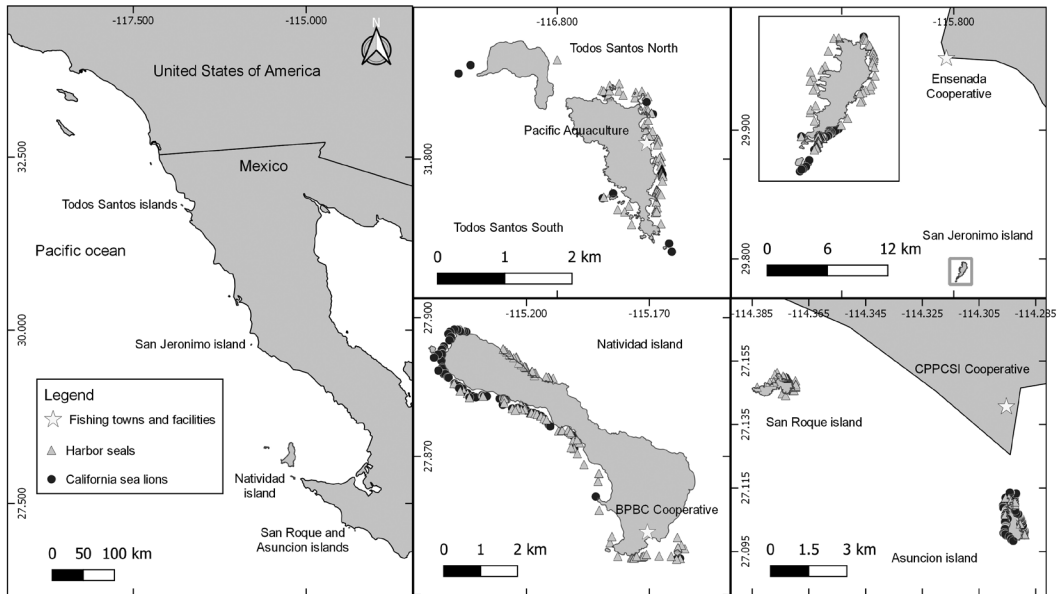 -117.500
-115.000
N
United States of America
32.500
Mexico
Todos Santos islands
Pacific ocean
30.000
San Jeronimo island
Legend
Fishing towns and facilities
Harbor seals
California sea lions
Natividad
island
27.500
San Roque and
Asuncion islands
0 50 100 km
-116.800
Todos Santos North
Pacific Aquaculture
31.800
Todos Santos South
0 1 2 km
-115.800
Ensenada
Cooperative
29.900
San Jeronimo island
0 6 12 km
29.800
27.900
-115.200
-115.170
Natividad island
27.870
BPBC Cooperative
0 1 2 km
-114.385
-114.365
-114.325
-114.305
-114.285
27.155
CPPCSI Cooperative
San Roque island
27.135
27.115
27.095
Asuncion island
0 1.5 3 km